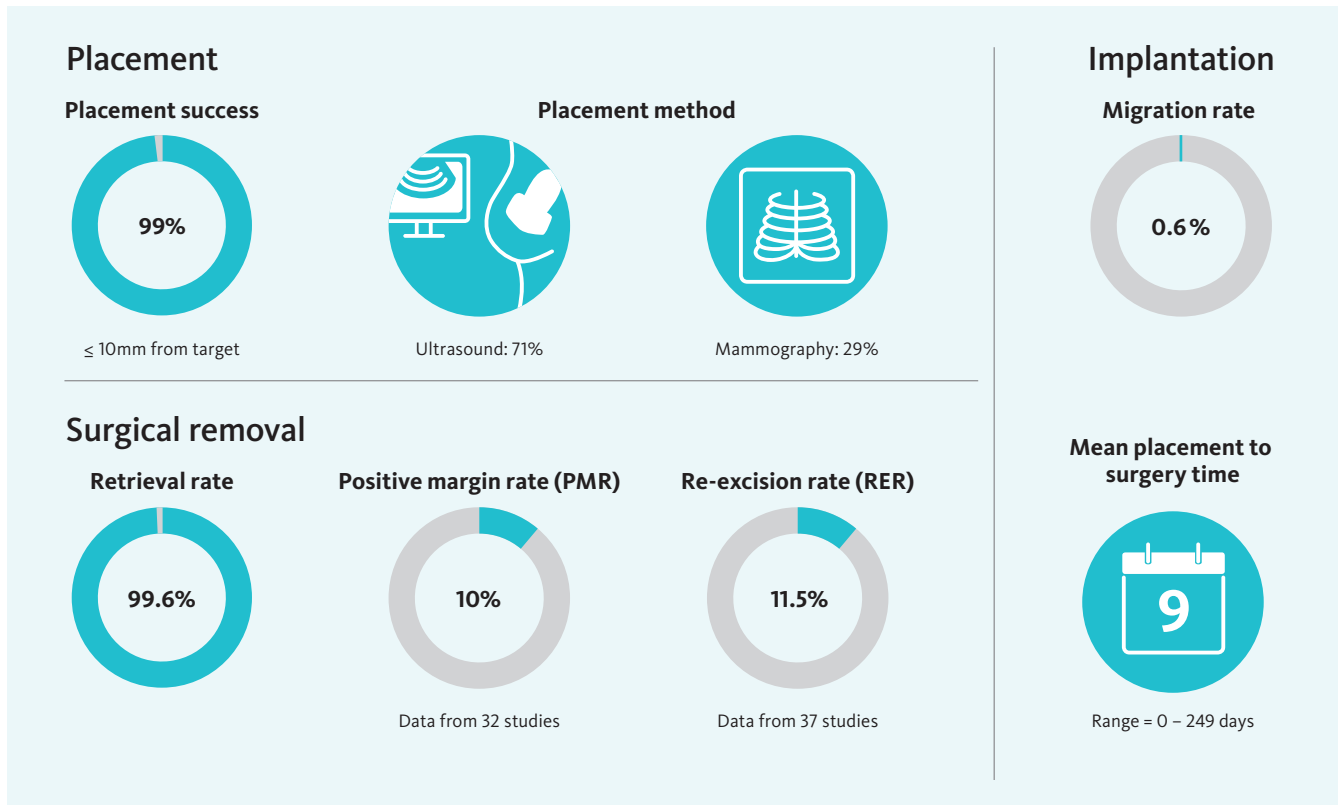 Placement
Placement success
99%
≤ 10mm from target
Placement method
Ultrasound: 71%
Mammography: 29%
Surgical removal
Retrieval rate
99.6%
Positive margin rate (PMR)
10%
Data from 32 studies
Re-excision rate (RER)
11.5%
Data from 37 studies
Implantation
Migration rate
0.6%
Mean placement to
surgery time
9
Range = 0 – 249 days